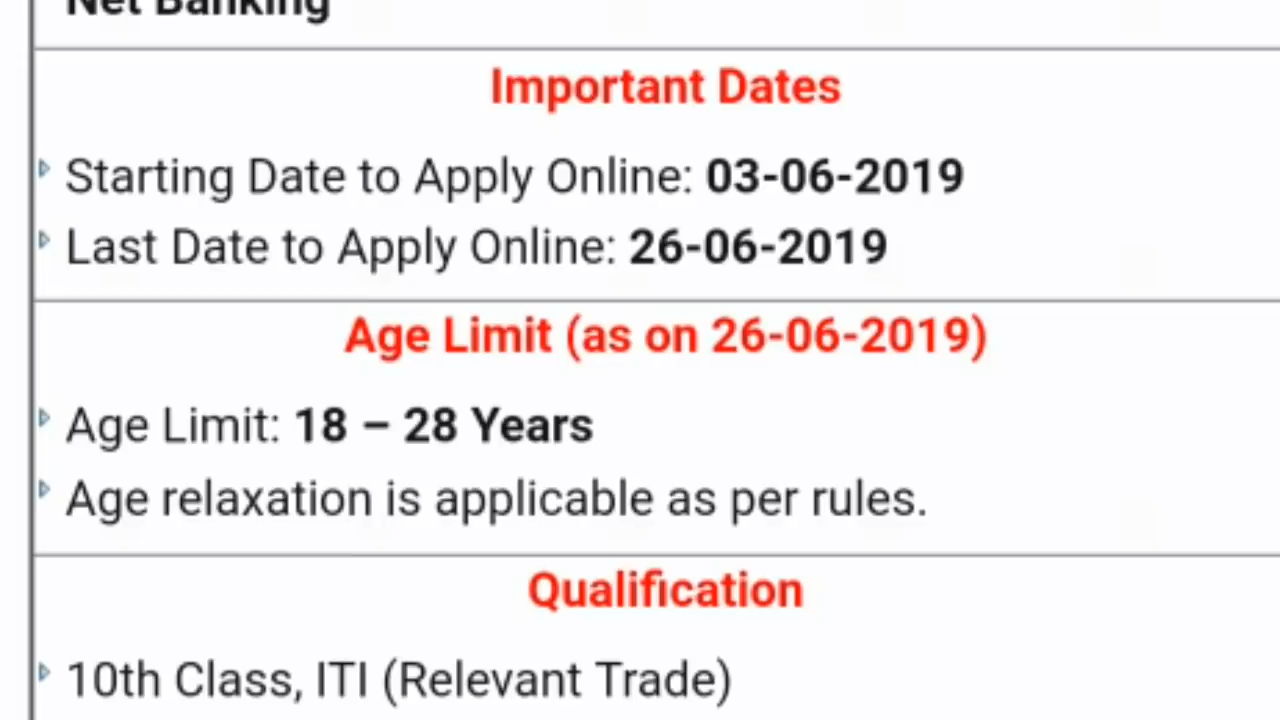 Net Banking
Important Dates
Starting Date to Apply Online: 03-06-2019
Last Date to Apply Online: 26-06-2019
Age Limit (as on 26-06-2019)
Age Limit: 18 – 28 Years
Age relaxation is applicable as per rules.
Qualification
10th Class, ITI (Relevant Trade)